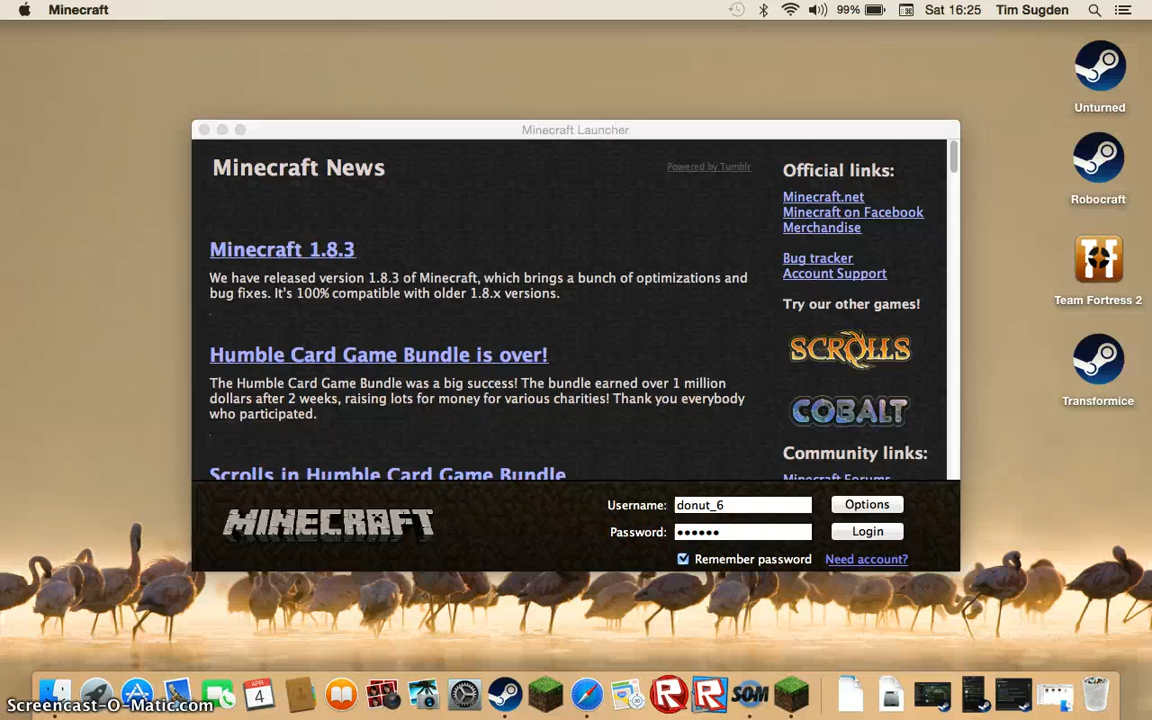 Minecraft
99%
Sat 16:25
Tim Sugden
Minecraft Launcher
Minecraft News
Powered by Tumblr
Minecraft 1.8.3
We have released version 1.8.3 of Minecraft, which brings a bunch of optimizations and
bug fixes. It's 100% compatible with older 1.8.x versions.
Humble Card Game Bundle is over!
The Humble Card Game Bundle was a big success! The bundle earned over 1 million
dollars after 2 weeks, raising lots for money for various charities! Thank you everybody
who participated.
Scrolls in Humble Card Game Bundle
Official links:
Minecraft.net
Minecraft on Facebook
Merchandise
Bug tracker
Account Support
Try our other games!
SCROLLS
COBALT
Community links:
Minecraft Forums
MINECRAFT
Username: donut_6
Options
Password: ••••••
Login
Remember password
Need account?
Unturned
Robocraft
Team Fortress 2
Transformice
APR
4
SOM
Screencast-O-Matic.com